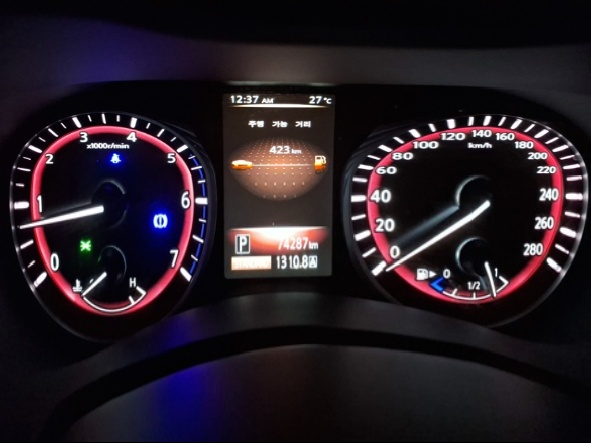 12:37 AM 27 °C
주행 가능 거리
423 km
P 74287 km
STANDARD 1310.8 A
x1000r/min
0 1 2 3 4 5 6 7
H
km/h
0 20 40 60 80 100 120 140 160 180 200 220 240 260 280
0 1/2 1